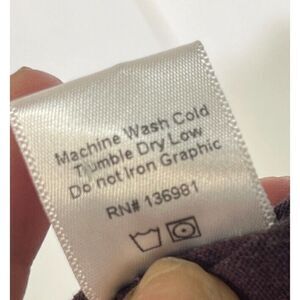 Machine Wash Cold
Tumble Dry Low
Do not Iron Graphic
RN# 136981